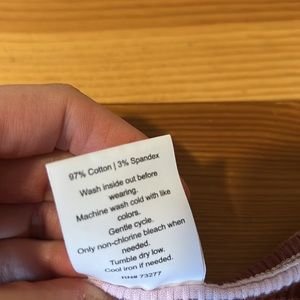 97% Cotton | 3% Spandex
Wash inside out before
wearing.
Machine wash cold with like
colors.
Gentle cycle.
Only non-chlorine bleach when
needed.
Tumble dry low.
Cool iron if needed.
73277